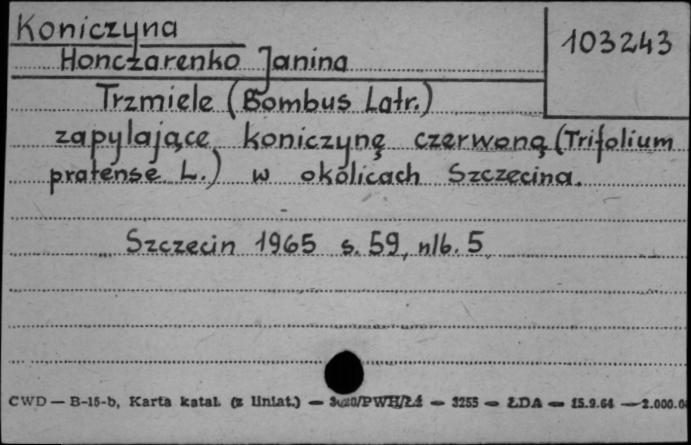 Koniczyna
103243
Honczarenko Janina
Trzmiele (Bombus Latr.)
zapylające koniczynę czerwoną (Trifolium
pratense L.) w okolicach Szczecina.
Szczecin 1965 s. 59, nlb. 5
CWD — B-15-b, Karta katal. (z liniat.) — /PWH/Łd — 3255 — ŁDA — 15.9.64 — 2.000.0